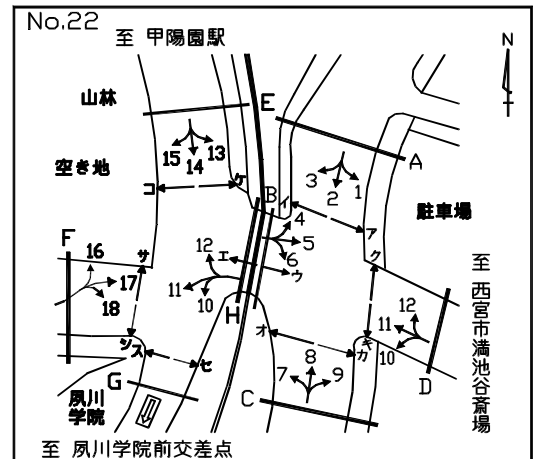 No.22
至 甲陽園駅
N
山林
E
15 14 13
3 2 1
A
空き地
コ ケ
B イ
4
5
6
駐車場
ア
ク
F
16
17
18
サ
12
11
10
エ
ウ
H
至 西宮市満池谷斎場
12
11
10
シス
セ
オ
キ
カ
D
8
7 9
G
C
夙川
学院
至 夙川学院前交差点